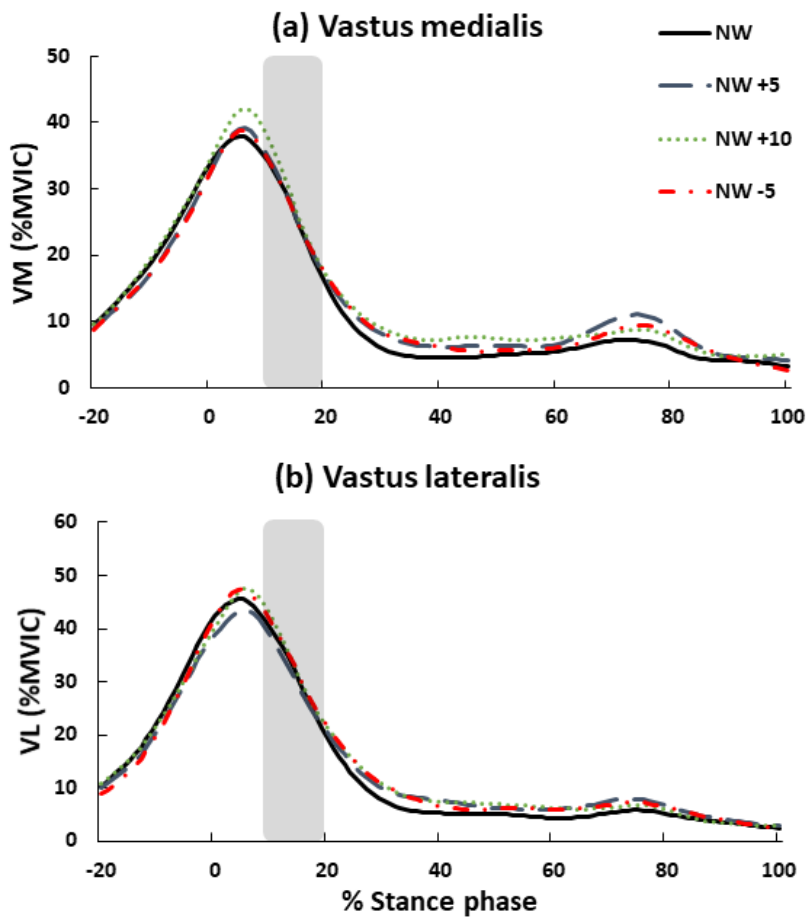 (a) Vastus medialis
NW
NW +5
NW +10
NW -5
VM (%MVIC)
50
40
30
20
10
0
-20 0 20 40 60 80 100
(b) Vastus lateralis
VL (%MVIC)
60
50
40
30
20
10
0
-20 0 20 40 60 80 100
% Stance phase